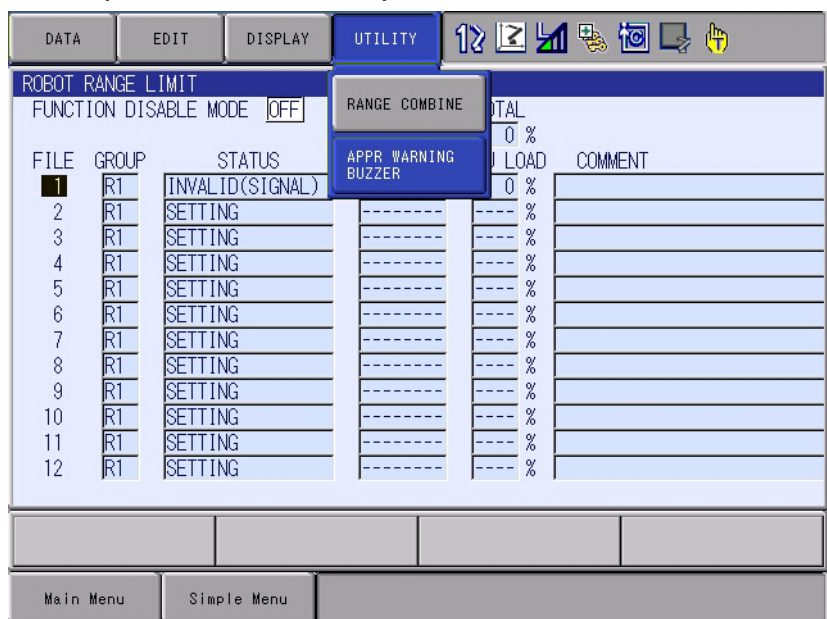 DATA EDIT DISPLAY UTILITY
ROBOT RANGE LIMIT
FUNCTION DISABLE MODE OFF
RANGE COMBINE
APPR WARNING
BUZZER
OTAL
0 %
FILE GROUP STATUS U LOAD COMMENT
1 R1 INVALID(SIGNAL) 0 %
2 R1 SETTING -------- ---- %
3 R1 SETTING -------- ---- %
4 R1 SETTING -------- ---- %
5 R1 SETTING -------- ---- %
6 R1 SETTING -------- ---- %
7 R1 SETTING -------- ---- %
8 R1 SETTING -------- ---- %
9 R1 SETTING -------- ---- %
10 R1 SETTING -------- ---- %
11 R1 SETTING -------- ---- %
12 R1 SETTING -------- ---- %
Main Menu Simple Menu